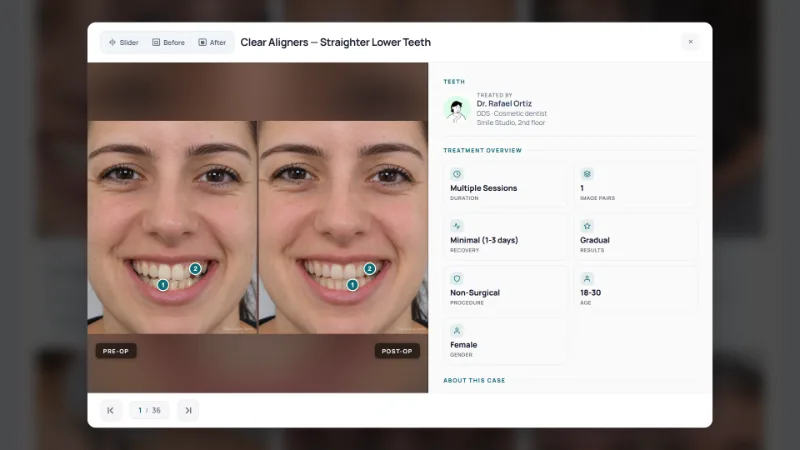 Slider Before After Clear Aligners — Straighter Lower Teeth
TEETH
TREATED BY
Dr. Rafael Ortiz
DDS · Cosmetic dentist
Smile Studio, 2nd floor
TREATMENT OVERVIEW
Multiple Sessions
DURATION
1
IMAGE PAIRS
Minimal (1-3 days)
RECOVERY
Gradual
RESULTS
Non-Surgical
PROCEDURE
18-30
AGE
Female
GENDER
ABOUT THIS CASE
1
2
1
2
PRE-OP
POST-OP
1 / 36